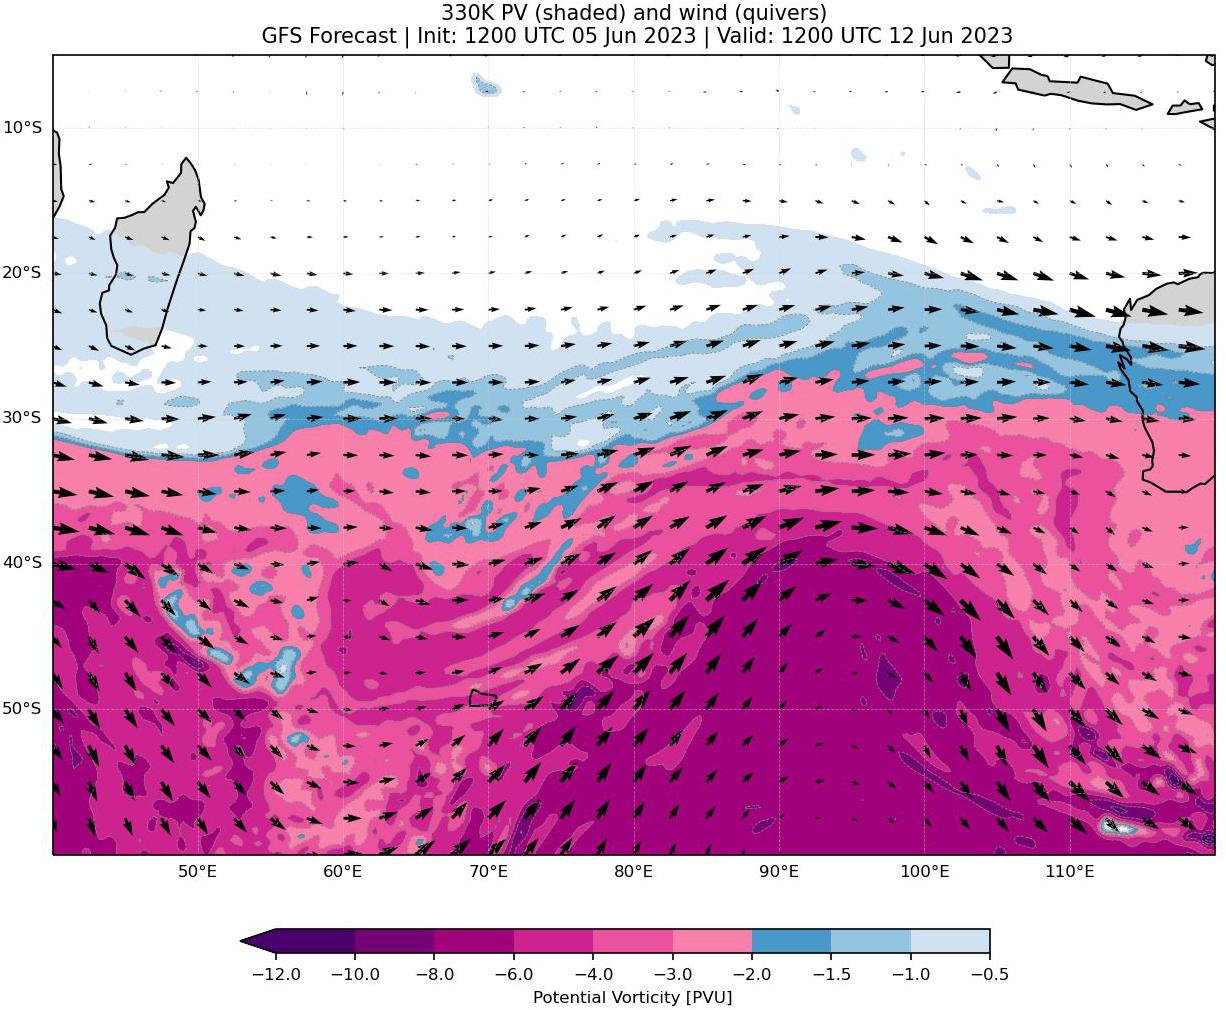 330K PV (shaded) and wind (quivers)
GFS Forecast | Init: 1200 UTC 05 Jun 2023 | Valid: 1200 UTC 12 Jun 2023
10°S
20°S
30°S
40°S
50°S
50°E 60°E 70°E 80°E 90°E 100°E 110°E
−12.0 −10.0 −8.0 −6.0 −4.0 −3.0 −2.0 −1.5 −1.0 −0.5
Potential Vorticity [PVU]